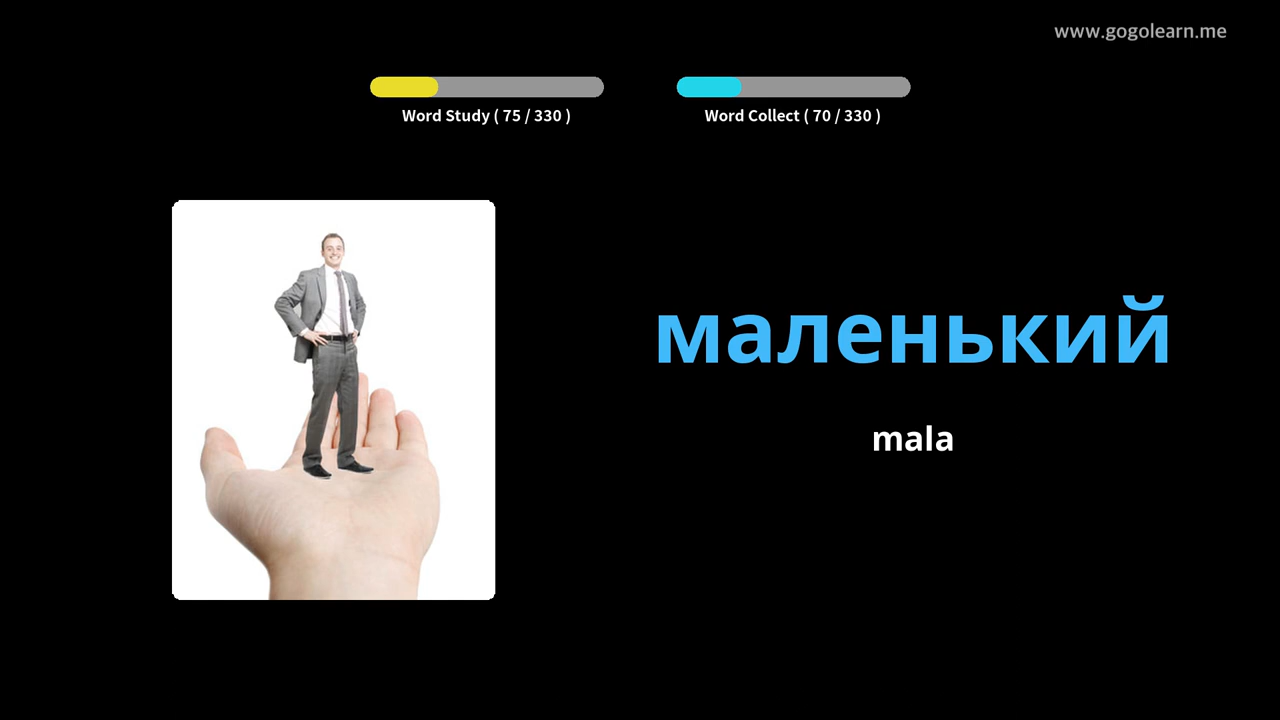 www.gogolearn.me
Word Study ( 75 / 330 )
Word Collect ( 70 / 330 )
маленький
mala